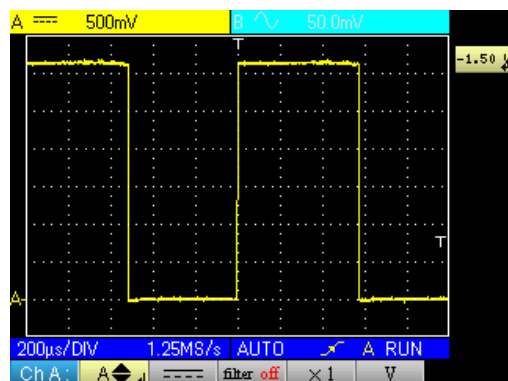 A 500mV B 50.0mV
T
-1.50
T
A
200µs/DIV 1.25MS/s AUTO A RUN
Ch A: A filter off ×1 V